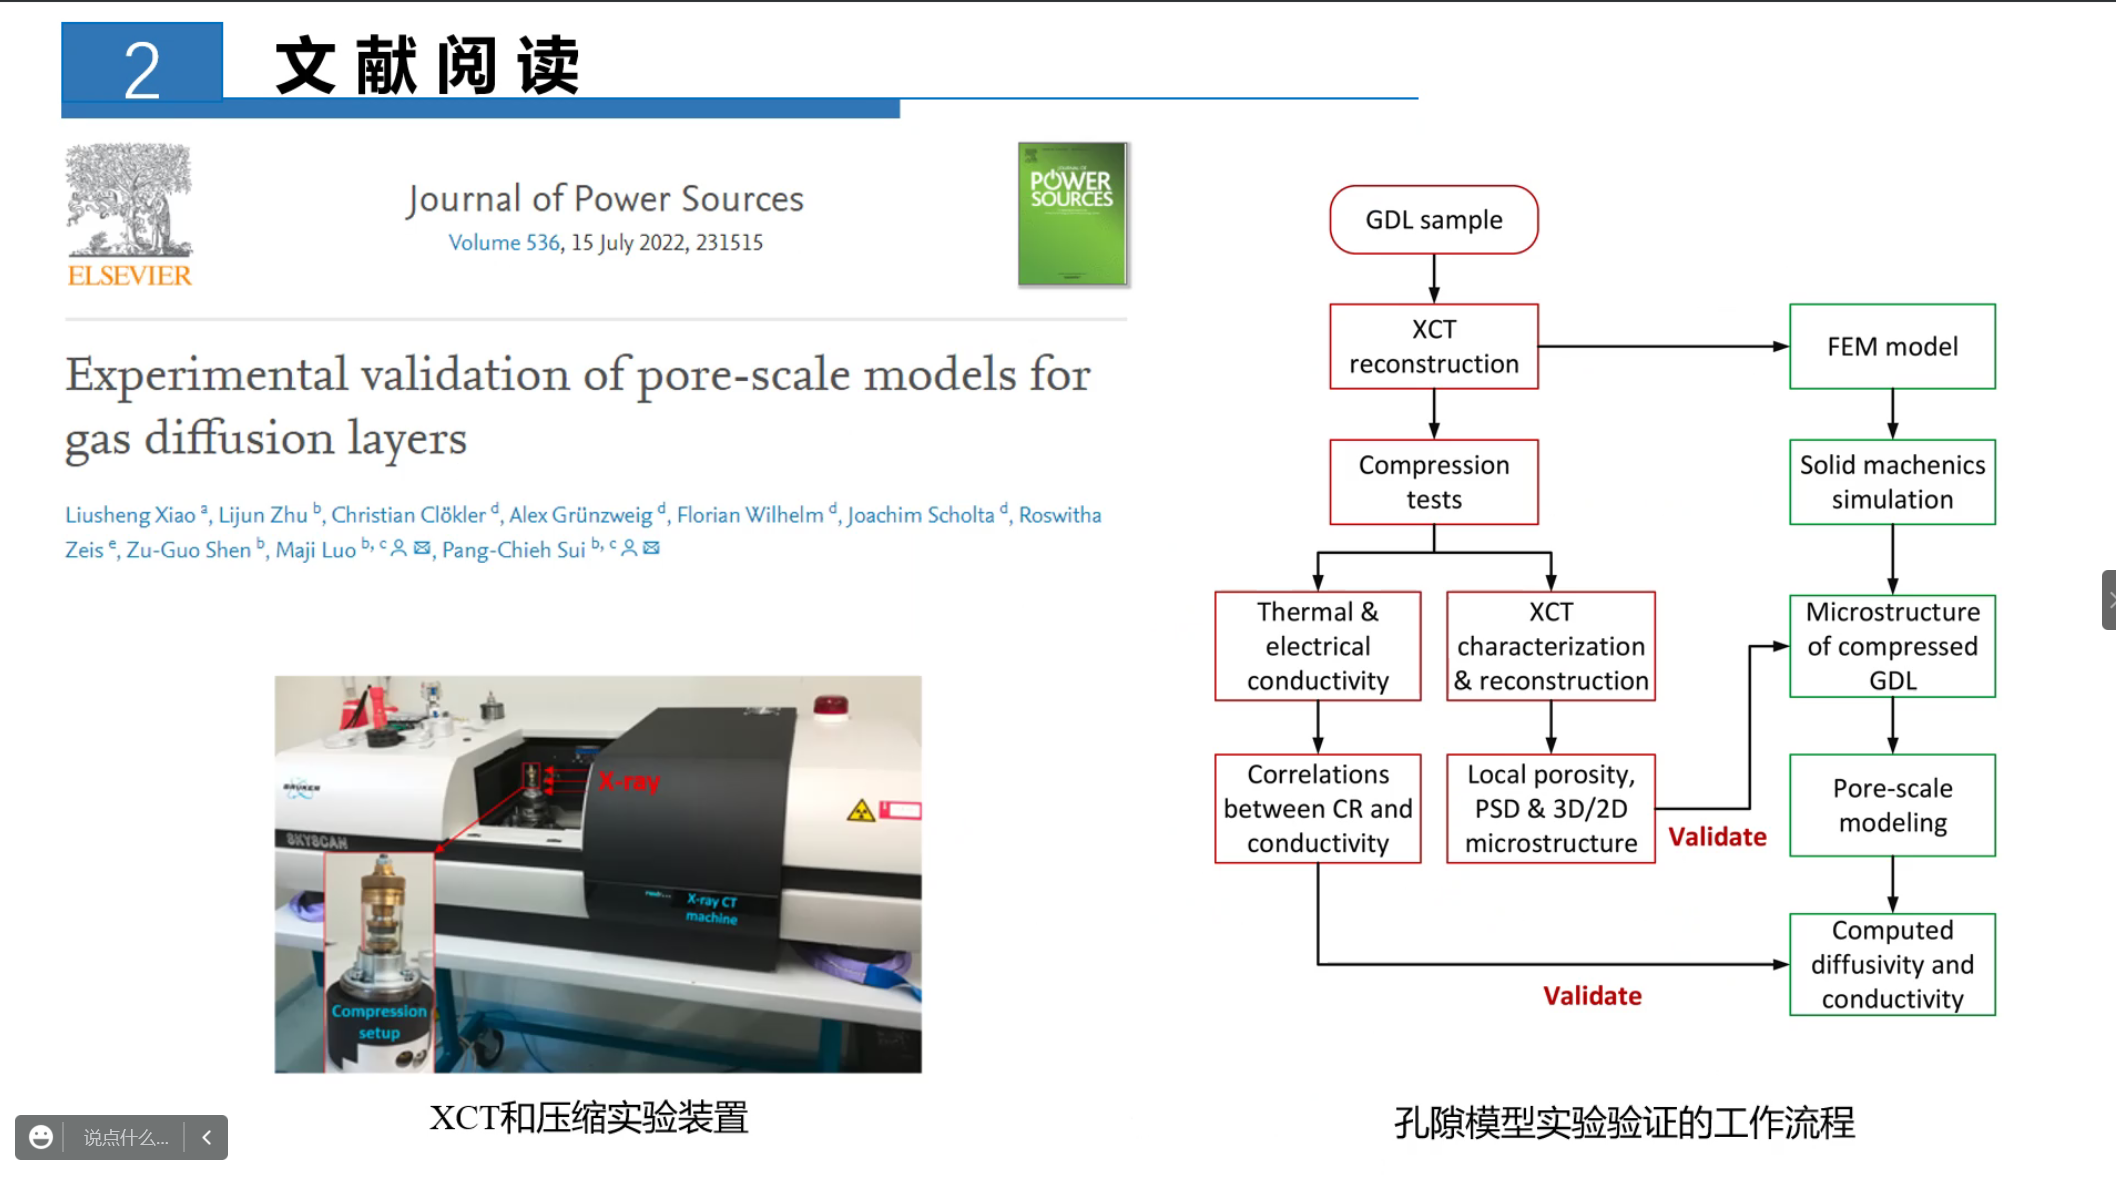 2
文献阅读
ELSEVIER
Journal of Power Sources
Volume 536, 15 July 2022, 231515
JOURNAL OF
POWER
SOURCES
Experimental validation of pore-scale models for
gas diffusion layers
Liusheng Xiao a, Lijun Zhu b, Christian Clökler d, Alex Grünzweig d, Florian Wilhelm d, Joachim Scholta d, Roswitha
Zeis e, Zu-Guo Shen b, Maji Luo b, c, Pang-Chieh Sui b, c
X-ray
BRUKER
SKYSCAN
X-ray CT
machine
Compression
setup
XCT和压缩实验装置
GDL sample
XCT
reconstruction
FEM model
Compression
tests
Solid machenics
simulation
Thermal &
electrical
conductivity
XCT
characterization
& reconstruction
Microstructure
of compressed
GDL
Correlations
between CR and
conductivity
Local porosity,
PSD & 3D/2D
microstructure
Validate
Pore-scale
modeling
Computed
diffusivity and
conductivity
Validate
孔隙模型实验验证的工作流程
说点什么...